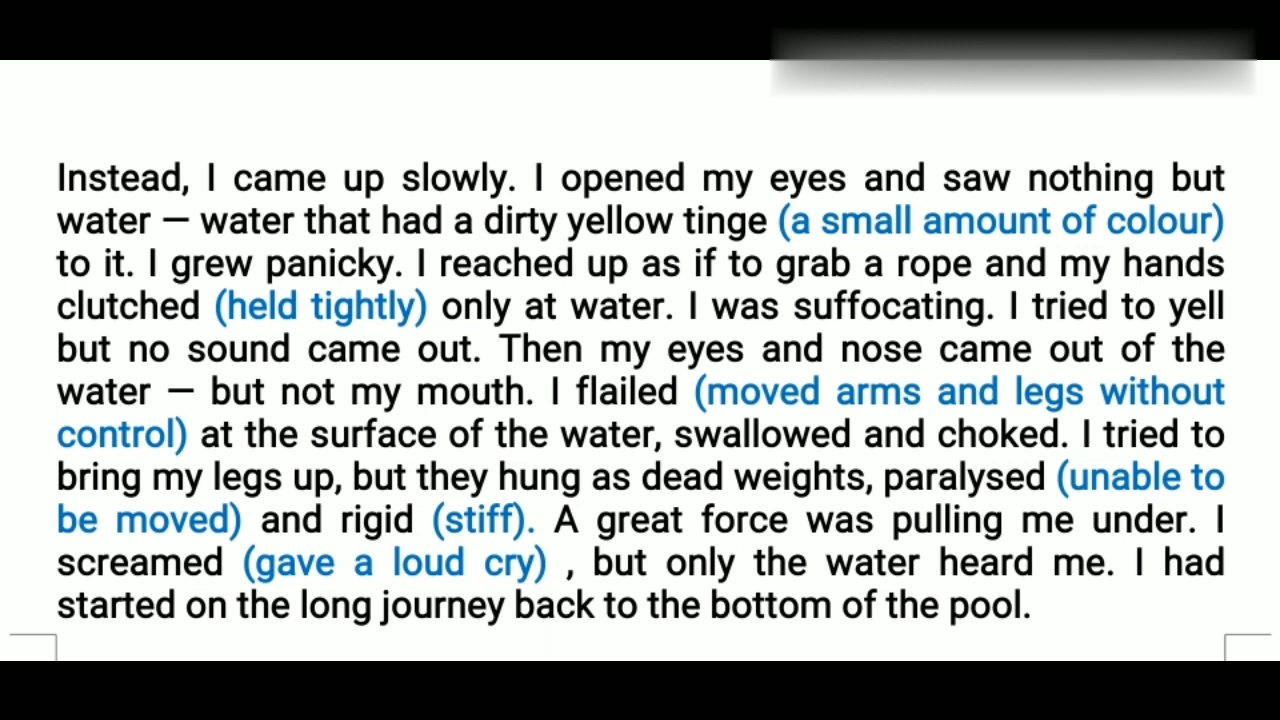 Instead, I came up slowly. I opened my eyes and saw nothing but
water — water that had a dirty yellow tinge (a small amount of colour)
to it. I grew panicky. I reached up as if to grab a rope and my hands
clutched (held tightly) only at water. I was suffocating. I tried to yell
but no sound came out. Then my eyes and nose came out of the
water — but not my mouth. I flailed (moved arms and legs without
control) at the surface of the water, swallowed and choked. I tried to
bring my legs up, but they hung as dead weights, paralysed (unable to
be moved) and rigid (stiff). A great force was pulling me under. I
screamed (gave a loud cry) , but only the water heard me. I had
started on the long journey back to the bottom of the pool.